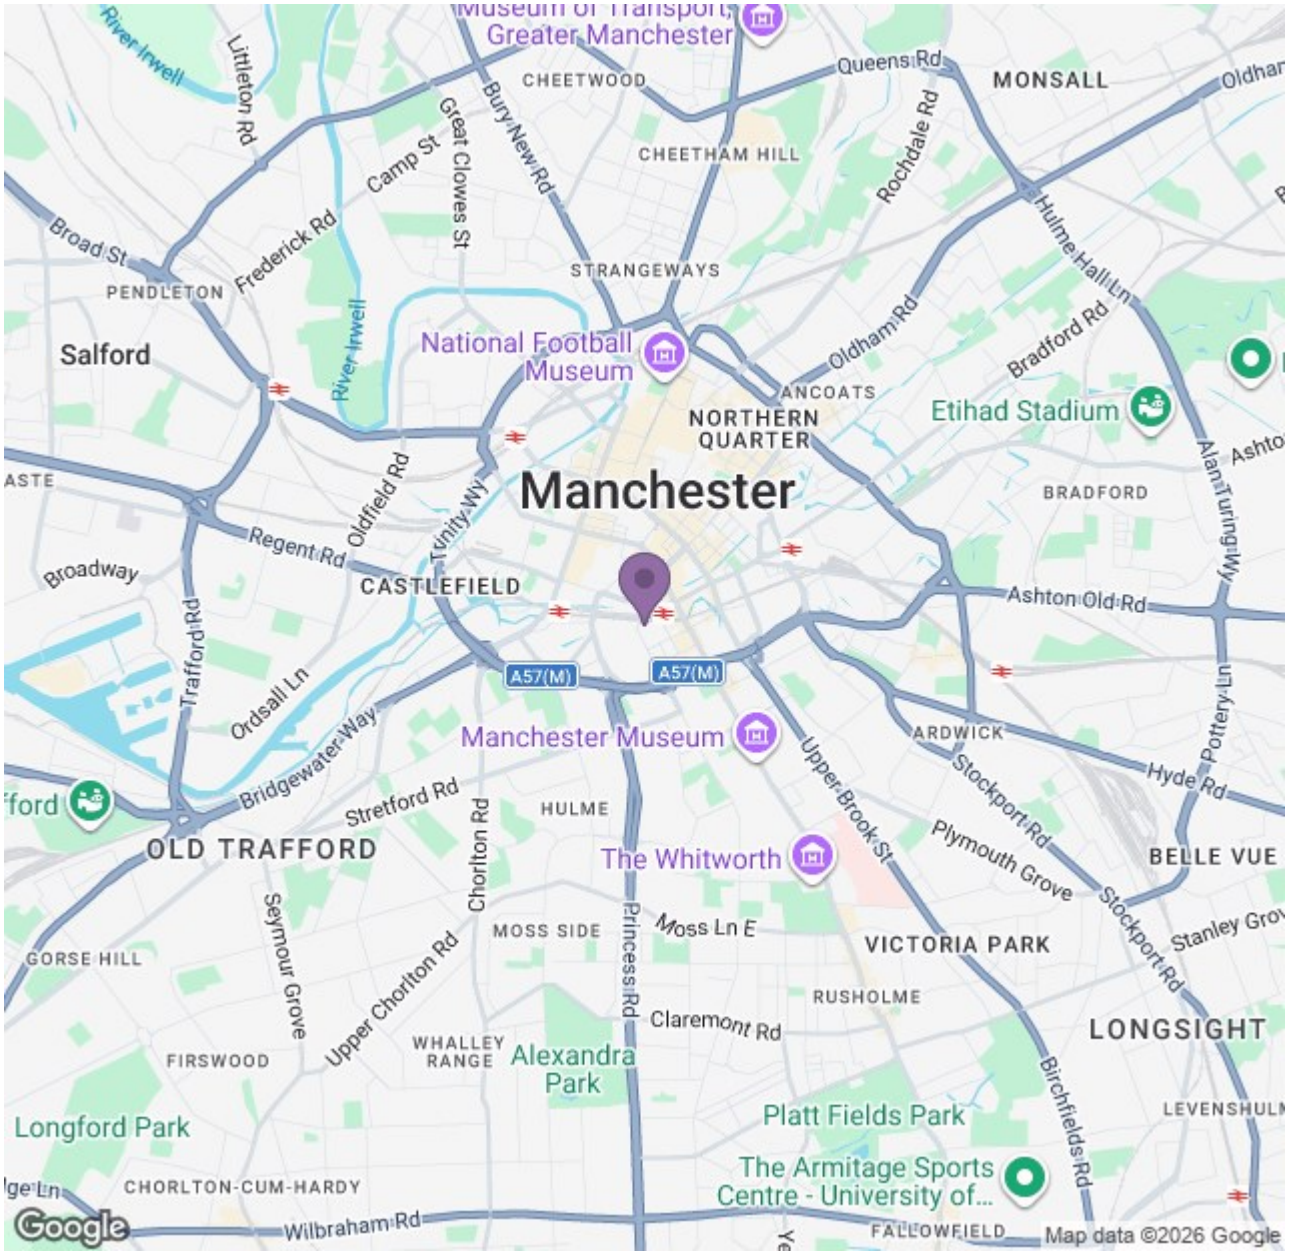 Museum of Transport,
Greater Manchester
River Irwell
Littleton Rd
CHEETWOOD
Queens Rd
MONSALL
Great Clowes St
Bury New Rd
Camp St
CHEETHAM HILL
Rochdale Rd
Broad St
Frederick Rd
Hulme Hall Ln
PENDLETON
STRANGEWAYS
River Irwell
Salford
National Football
Museum
Oldham Rd
Bradford Rd
ANCOATS
NORTHERN
QUARTER
Etihad Stadium
Alan Turing Wy
Manchester
BRADFORD
Oldfield Rd
Trinity Wy
Regent Rd
Broadway
CASTLEFIELD
Ashton Old Rd
Trafford Rd
A57(M)
A57(M)
Ordsall Ln
Pottery Ln
Bridgewater Way
Manchester Museum
ARDWICK
Upper Brook St
Hyde Rd
Stretford Rd
HULME
Stockport Rd
OLD TRAFFORD
Chorlton Rd
The Whitworth
Plymouth Grove
BELLE VUE
Seymour Grove
Princess Rd
Moss Ln E
MOSS SIDE
Stockport Rd
VICTORIA PARK
GORSE HILL
Upper Chorlton Rd
RUSHOLME
Claremont Rd
LONGSIGHT
FIRSWOOD
WHALLEY
RANGE
Alexandra
Park
Birchfields Rd
Longford Park
Platt Fields Park
The Armitage Sports
Centre - University of...
CHORLTON-CUM-HARDY
Wilbraham Rd
FALLOWFIELD
Google
Map data ©2026 Google